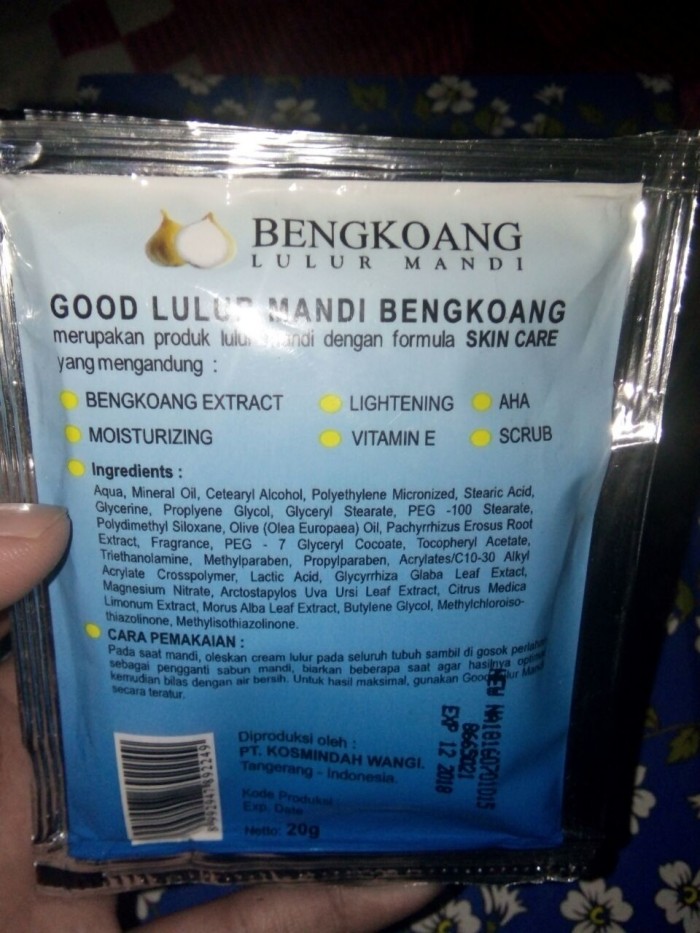 BENGKOANG
LULUR MANDI
GOOD LULUR MANDI BENGKOANG
merupakan produk lulur mandi dengan formula SKIN CARE
yang mengandung :
BENGKOANG EXTRACT
LIGHTENING
AHA
MOISTURIZING
VITAMIN E
SCRUB
Ingredients :
Aqua, Mineral Oil, Cetearyl Alcohol, Polyethylene Micronized, Stearic Acid,
Glycerine, Proplyene Glycol, Glyceryl Stearate, PEG -100 Stearate,
Polydimethyl Siloxane, Olive (Olea Europaea) Oil, Pachyrrhizus Erosus Root
Extract, Fragrance, PEG - 7 Glyceryl Cocoate, Tocopheryl Acetate,
Triethanolamine, Methylparaben, Propylparaben, Acrylates/C10-30 Alkyl
Acrylate Crosspolymer, Lactic Acid, Glycyrrhiza Glaba Leaf Extact,
Magnesium Nitrate, Arctostapylos Uva Ursi Leaf Extract, Citrus Medica
Limonum Extract, Morus Alba Leaf Extract, Butylene Glycol, Methylchloroiso-
thiazolinone, Methylisothiazolinone.
CARA PEMAKAIAN :
Pada saat mandi, oleskan cream lulur pada seluruh tubuh sambil di gosok perlahan
sebagai pengganti sabun mandi, biarkan beberapa saat agar hasilnya
kemudian bilas dengan air bersih. Untuk hasil maksimal, gunakan Good Lulur Mandi
secara teratur.
Diproduksi oleh :
PT. KOSMINDAH WANGI.
Tangerang - Indonesia.
Kode Produksi :
Exp. Date
Netto: 20g
EXP 12 2018